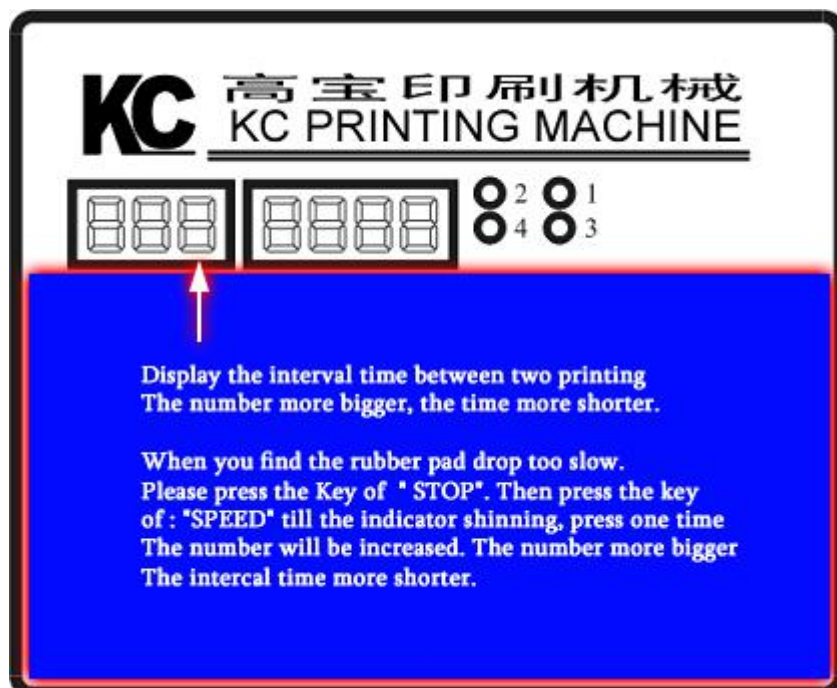 KC 高宝印刷机械
KC PRINTING MACHINE
888 8888 2 1
4 3
Display the interval time between two printing
The number more bigger, the time more shorter.
When you find the rubber pad drop too slow.
Please press the Key of " STOP". Then press the key
of : "SPEED" till the indicator shinning, press one time
The number will be increased. The number more bigger
The intercal time more shorter.